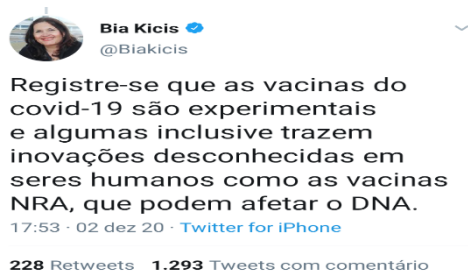 Bia Kicis
@Biakicis
Registre-se que as vacinas do
covid-19 são experimentais
e algumas inclusive trazem
inovações desconhecidas em
seres humanos como as vacinas
NRA, que podem afetar o DNA.
17:53 · 02 dez 20 · Twitter for iPhone
228 Retweets 1.293 Tweets com comentário